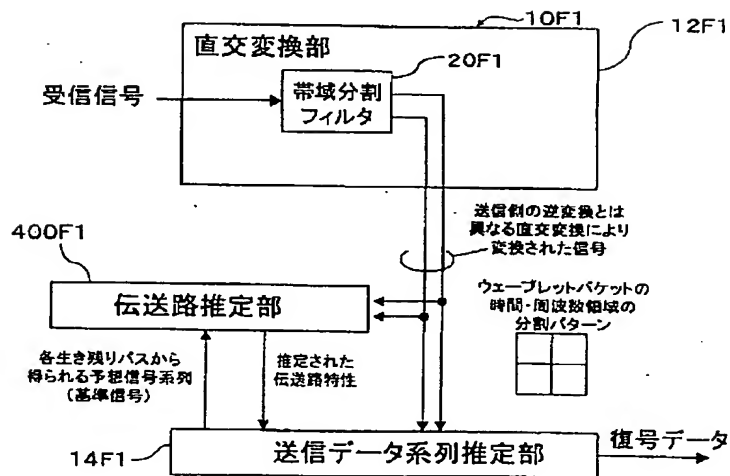 10F1
12F1
直交変換部
20F1
受信信号
帯域分割
フィルタ
送信側の逆変換とは
異なる直交変換により
変換された信号
400F1
伝送路推定部
ウェーブレットパケットの
時間・周波数領域の
分割パターン
各生き残りパスから
得られる予想信号系列
(基準信号)
推定された
伝送路特性
14F1
送信データ系列推定部
復号データ